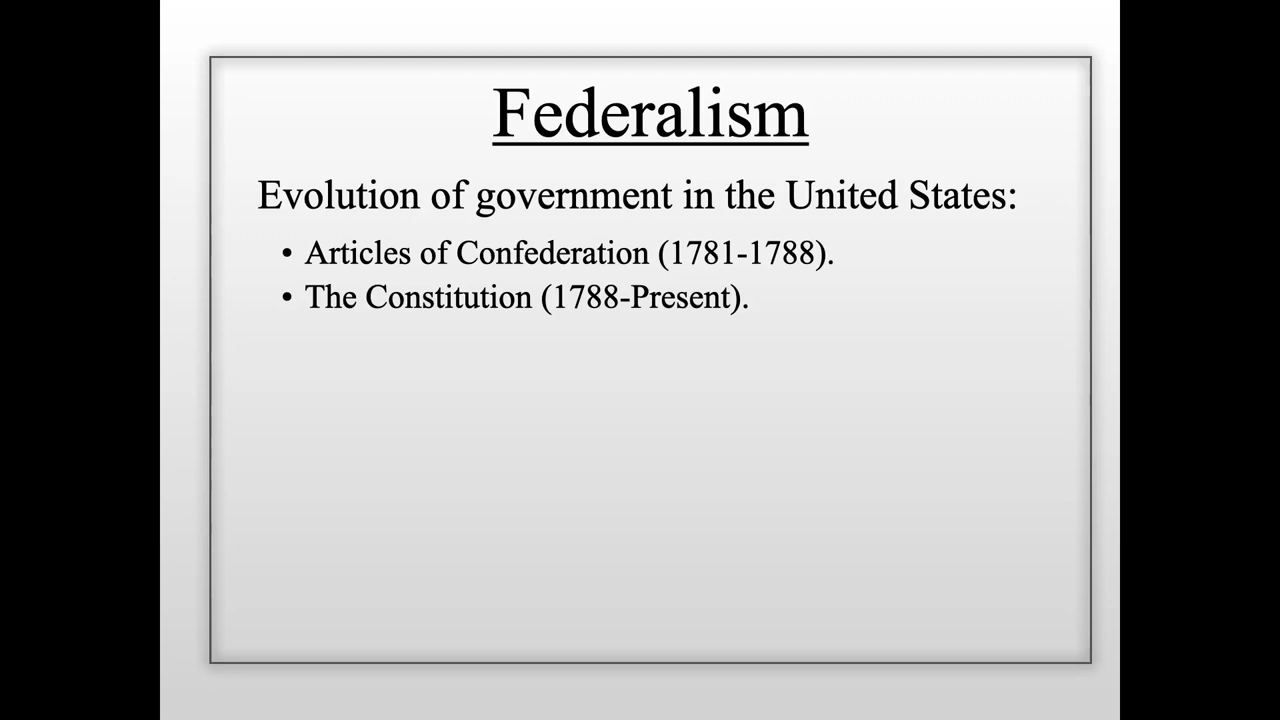 Federalism
Evolution of government in the United States:
• Articles of Confederation (1781-1788).
• The Constitution (1788-Present).